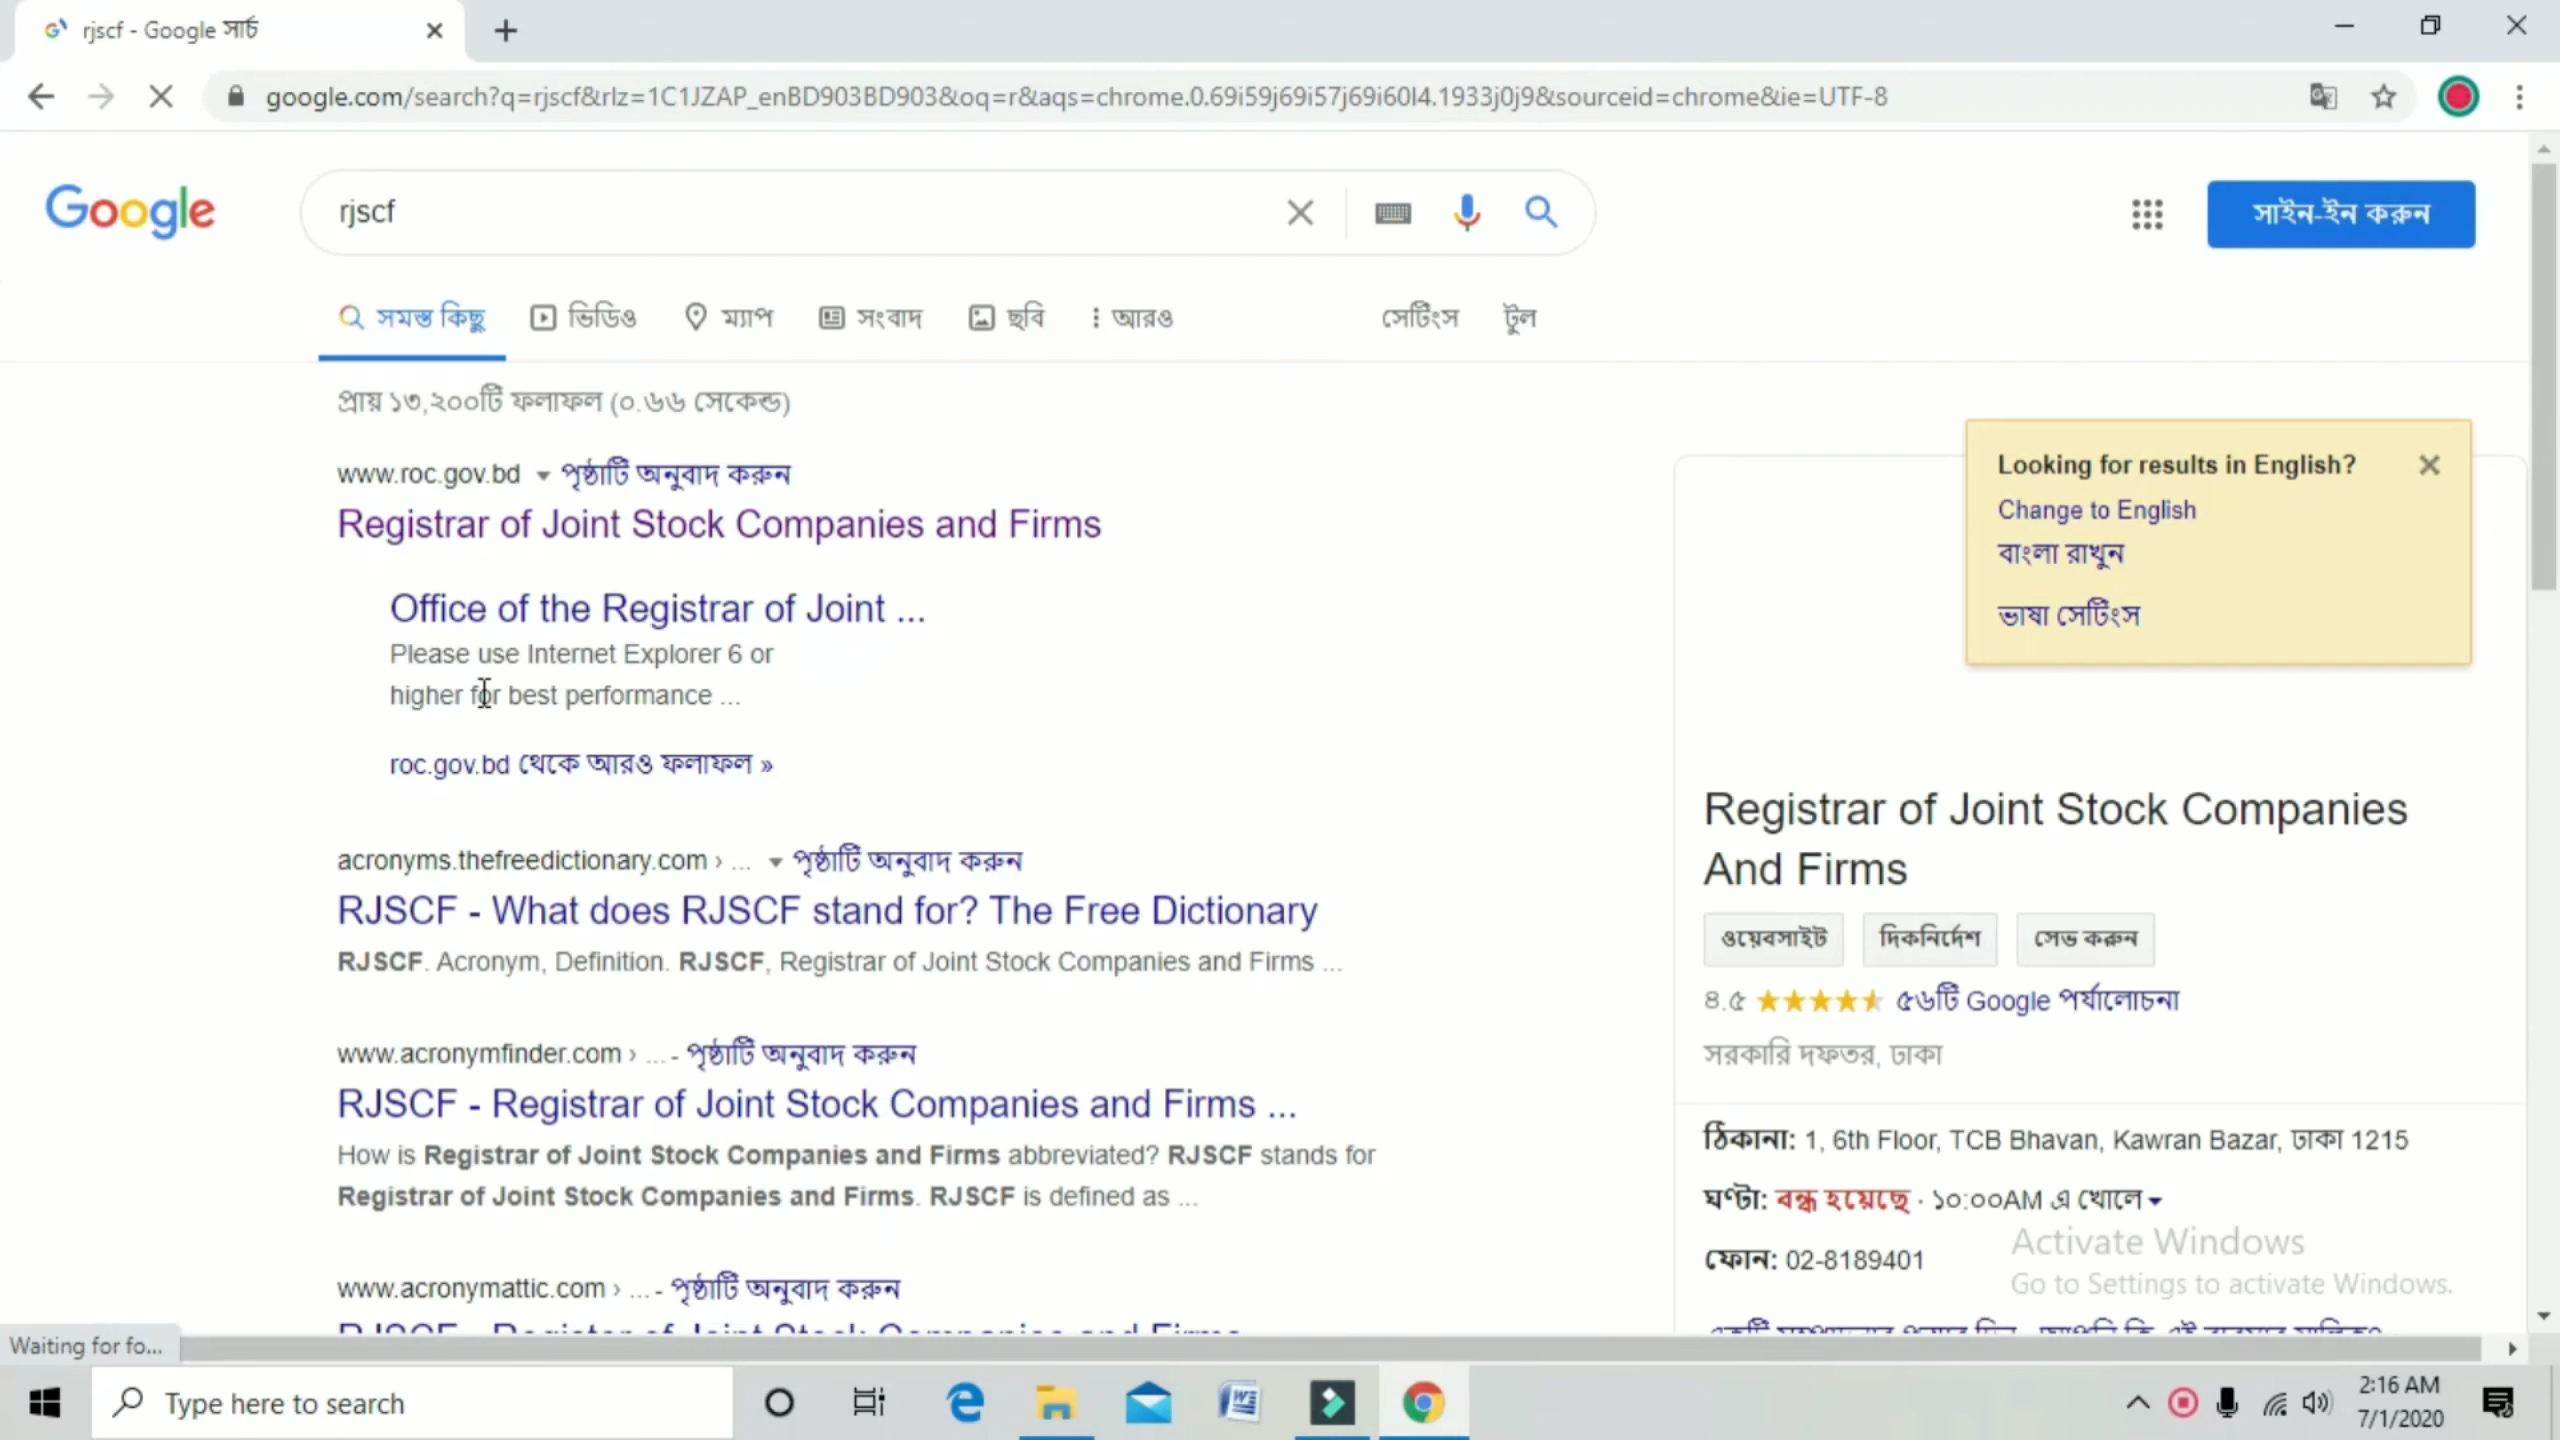 rjscf - Google সার্চ
google.com/search?q=rjscf&rlz=1C1JZAP_enBD903BD903&oq=r&aqs=chrome.0.69i59j69i57j69i60l4.1933j0j9&sourceid=chrome&ie=UTF-8
Google
rjscf
সাইন-ইন করুন
সমস্ত কিছু ভিডিও ম্যাপ সংবাদ ছবি আরও সেটিংস টুল
প্রায় ১৩,২০০টি ফলাফল (০.৬৬ সেকেন্ড)
www.roc.gov.bd পৃষ্ঠাটি অনুবাদ করুন
Registrar of Joint Stock Companies and Firms
Office of the Registrar of Joint ...
Please use Internet Explorer 6 or
higher for best performance ...
roc.gov.bd থেকে আরও ফলাফল »
acronyms.thefreedictionary.com › ... পৃষ্ঠাটি অনুবাদ করুন
RJSCF - What does RJSCF stand for? The Free Dictionary
RJSCF. Acronym, Definition. RJSCF, Registrar of Joint Stock Companies and Firms ...
www.acronymfinder.com › ... - পৃষ্ঠাটি অনুবাদ করুন
RJSCF - Registrar of Joint Stock Companies and Firms ...
How is Registrar of Joint Stock Companies and Firms abbreviated? RJSCF stands for
Registrar of Joint Stock Companies and Firms. RJSCF is defined as ...
www.acronymattic.com › ... - পৃষ্ঠাটি অনুবাদ করুন
Looking for results in English?
Change to English
বাংলা রাখুন
ভাষা সেটিংস
Registrar of Joint Stock Companies
And Firms
ওয়েবসাইট দিকনির্দেশ সেভ করুন
৪.৫ ৫৬টি Google পর্যালোচনা
সরকারি দফতর, ঢাকা
ঠিকানা: 1, 6th Floor, TCB Bhavan, Kawran Bazar, ঢাকা 1215
ঘণ্টা: বন্ধ হয়েছে · ১০:০০AM এ খোলে
ফোন: 02-8189401
Activate Windows
Go to Settings to activate Windows.
Waiting for fo...
Type here to search
2:16 AM
7/1/2020